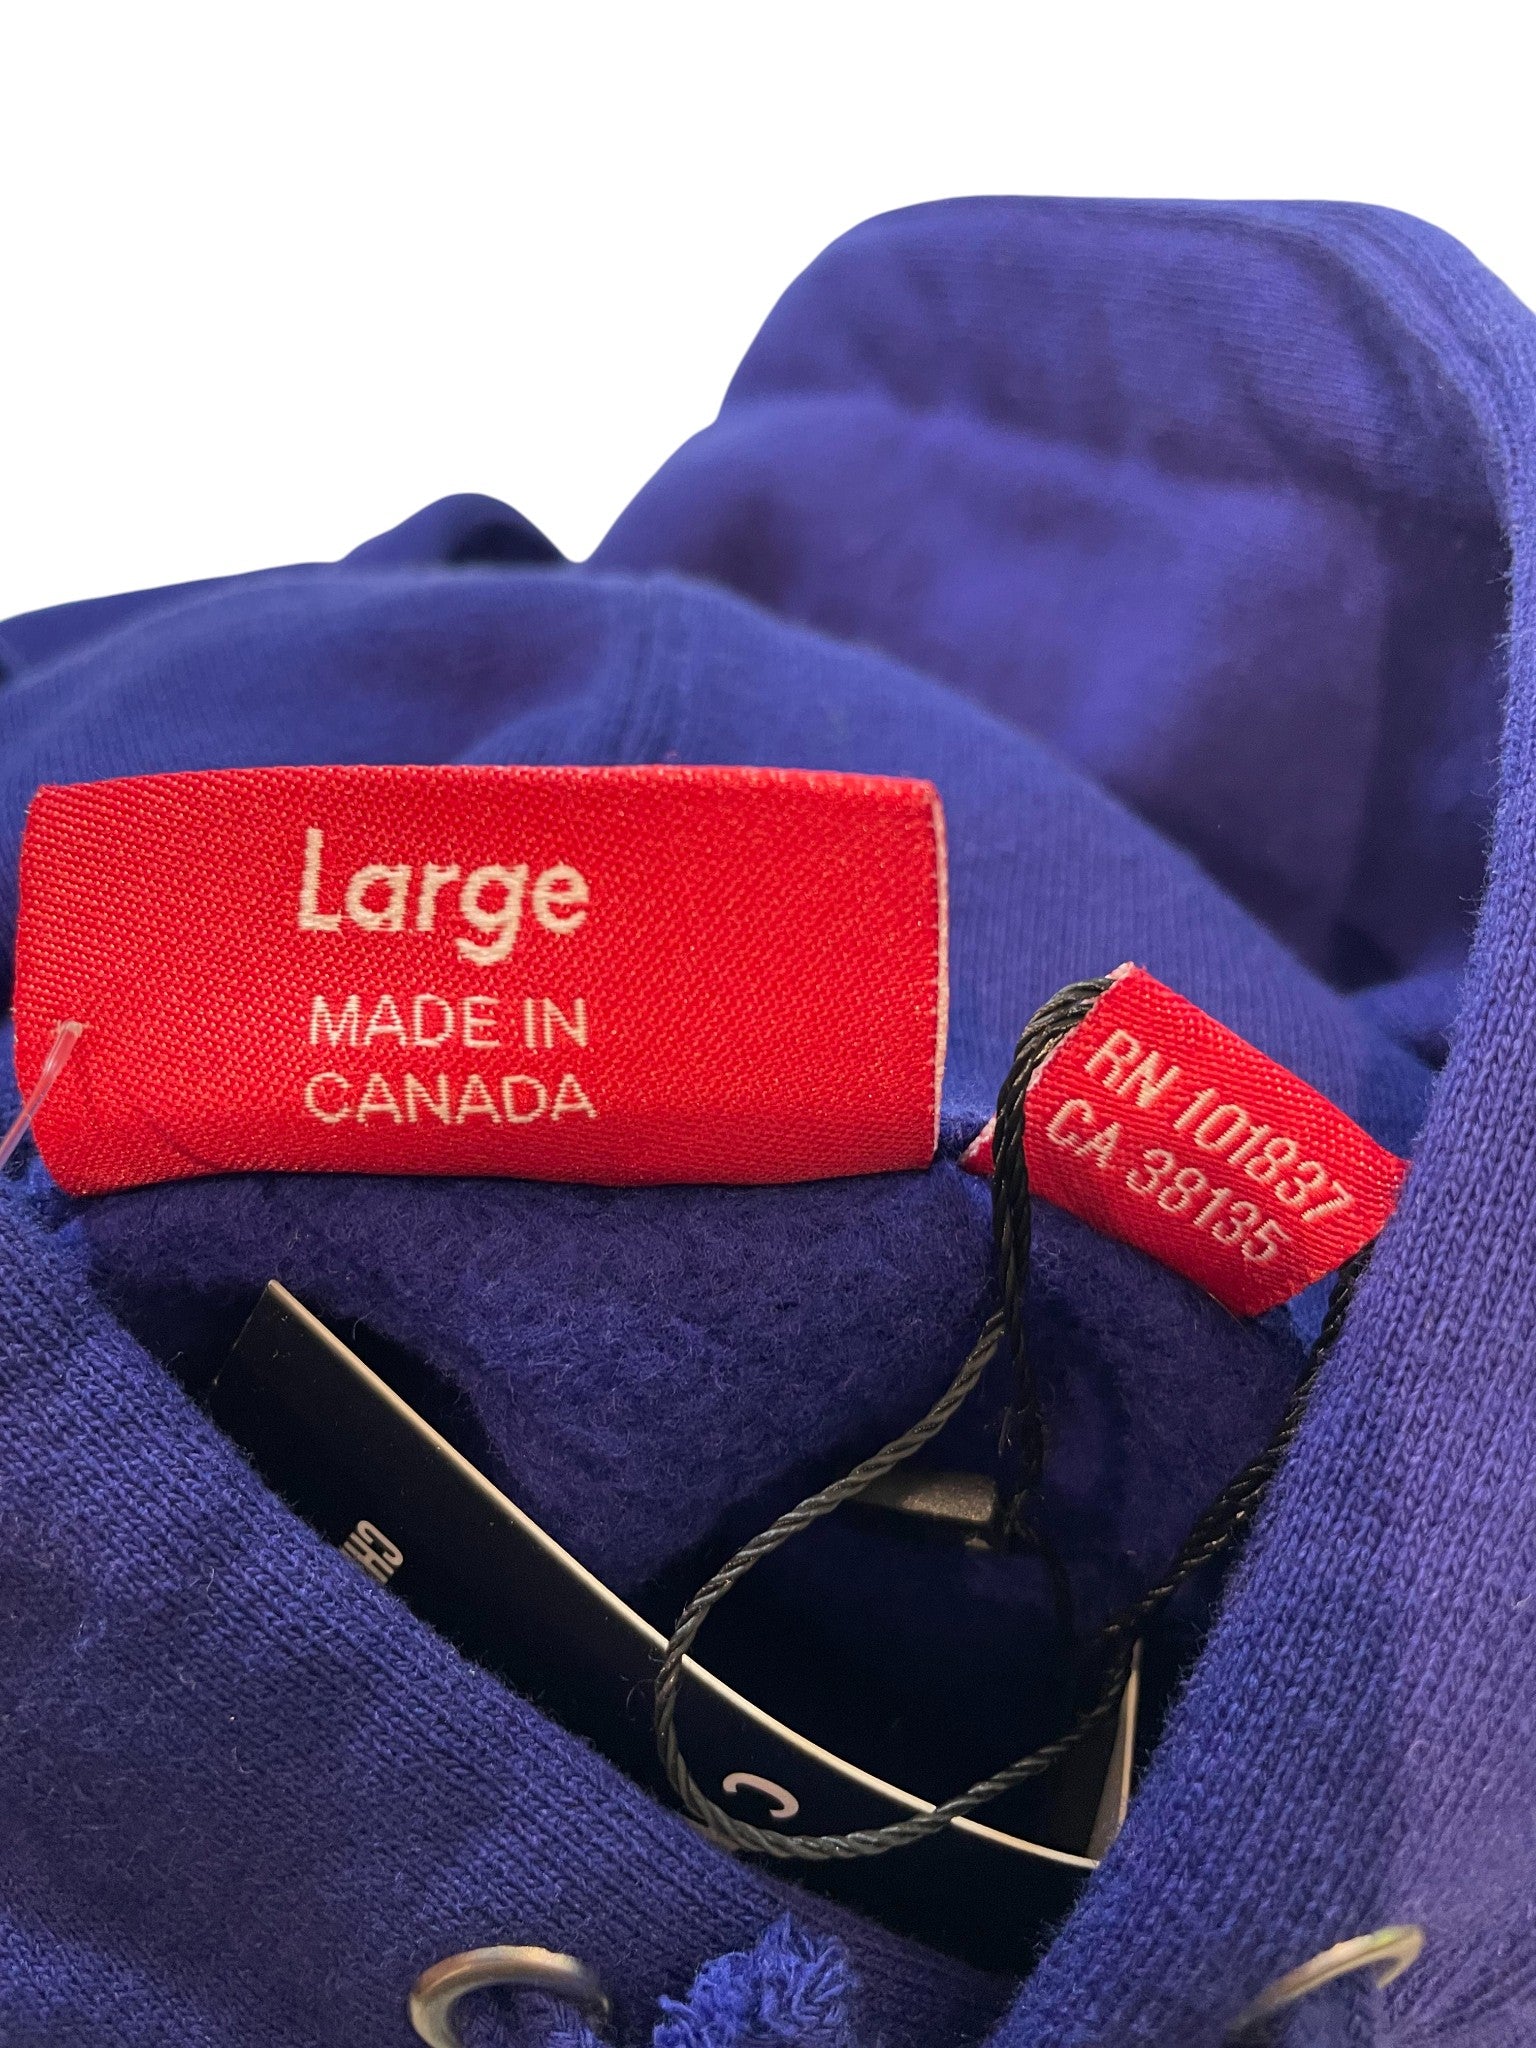 Large
MADE IN
CANADA
RN 101837
CA 38135
C